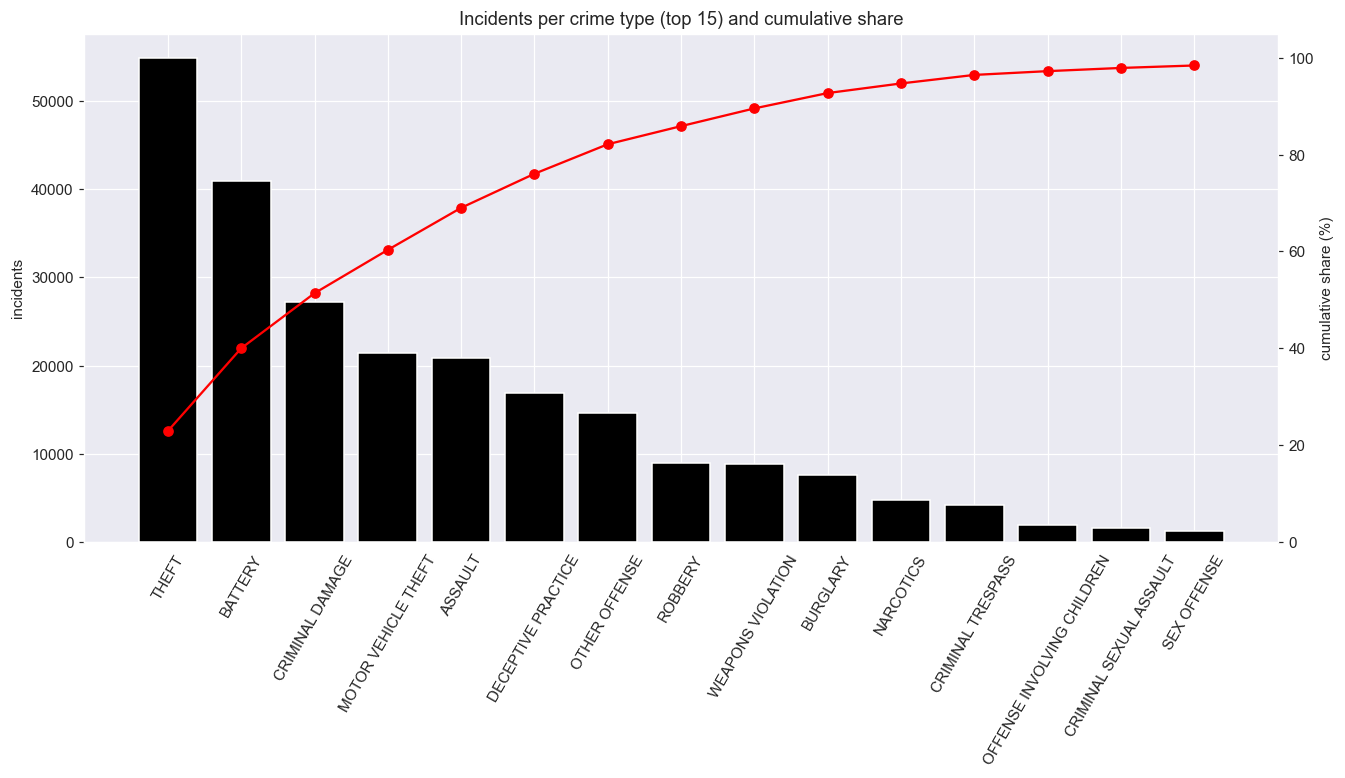 Incidents per crime type (top 15) and cumulative share
incidents
50000
40000
30000
20000
10000
0
100
80
60
40
20
0
cumulative share (%)
THEFT
BATTERY
CRIMINAL DAMAGE
MOTOR VEHICLE THEFT
ASSAULT
DECEPTIVE PRACTICE
OTHER OFFENSE
ROBBERY
WEAPONS VIOLATION
BURGLARY
NARCOTICS
CRIMINAL TRESPASS
OFFENSE INVOLVING CHILDREN
CRIMINAL SEXUAL ASSAULT
SEX OFFENSE